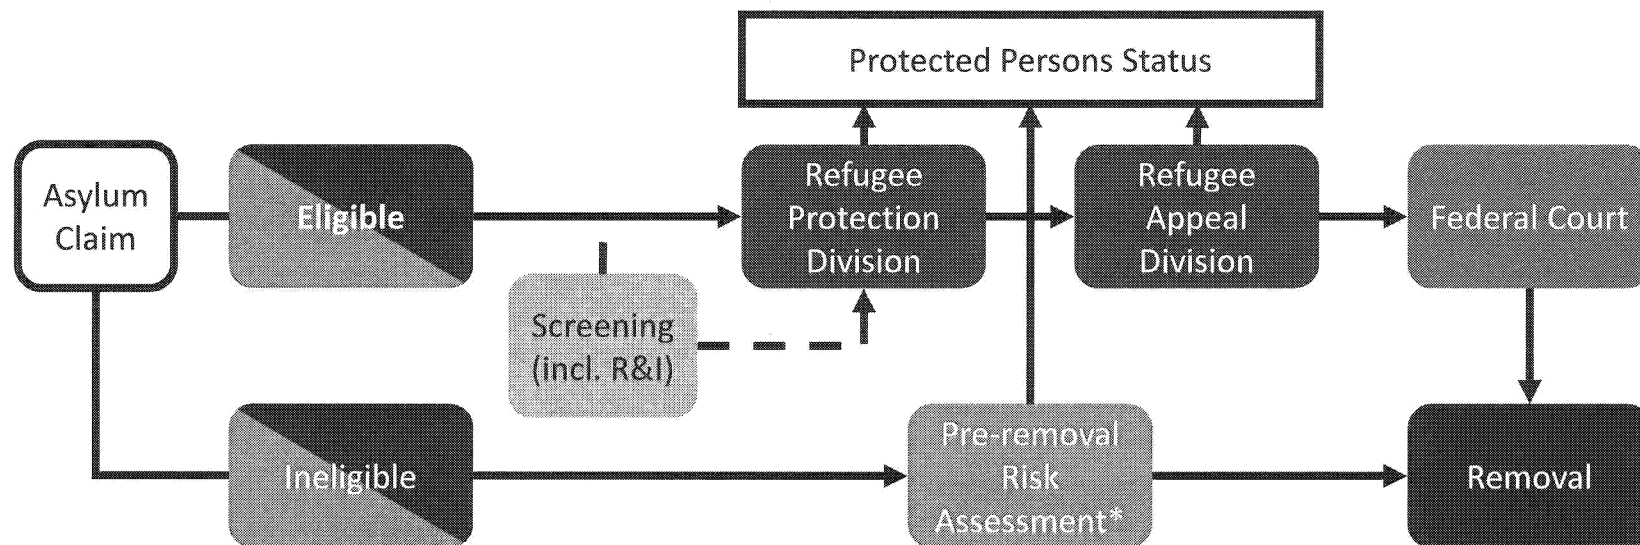 Protected Persons Status
Asylum
Claim
Eligible
Refugee
Protection
Division
Refugee
Appeal
Division
Federal Court
Screening
(incl. R&I)
Ineligible
Pre-removal
Risk
Assessment*
Removal